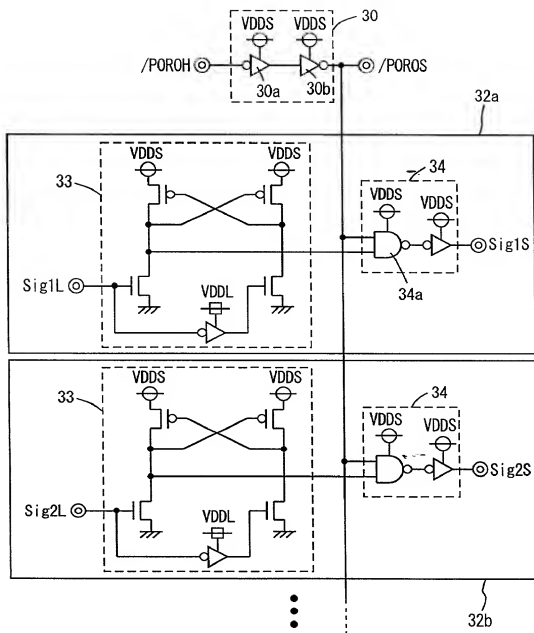 30
VDDS VDDS
/POROH /POROS
30a 30b
32a
33 VDDS VDDS 34
VDDS
VDDS
Sig1S
Sig1L
34a
VDDL
33 VDDS VDDS 34
VDDS
VDDS
Sig2S
Sig2L
VDDL
32b